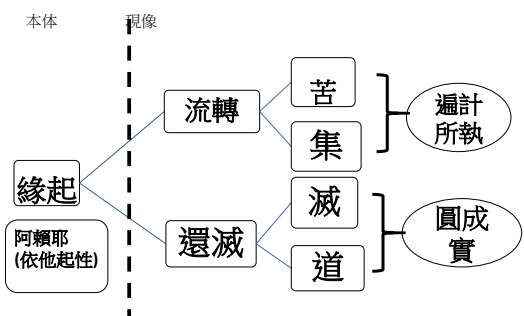 本体
現像
流轉
苦
集
遍計
所執
緣起
阿賴耶
(依他起性)
還滅
滅
道
圓成
實